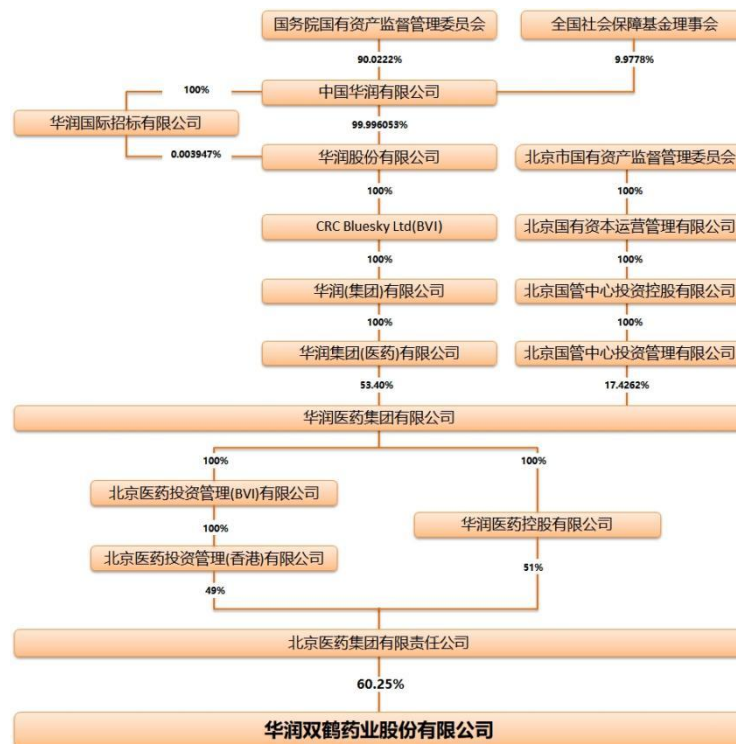 国务院国有资产监督管理委员会
全国社会保障基金理事会
90.0222%
9.9778%
100%
中国华润有限公司
华润国际招标有限公司
99.996053%
0.003947%
华润股份有限公司
北京市国有资产监督管理委员会
100%
100%
CRC Bluesky Ltd(BVI)
北京国有资本运营管理有限公司
100%
100%
华润(集团)有限公司
北京国管中心投资控股有限公司
100%
100%
华润集团(医药)有限公司
北京国管中心投资管理有限公司
53.40%
17.4262%
华润医药集团有限公司
100%
100%
北京医药投资管理(BVI)有限公司
华润医药控股有限公司
100%
北京医药投资管理(香港)有限公司
51%
49%
北京医药集团有限责任公司
60.25%
华润双鹤药业股份有限公司